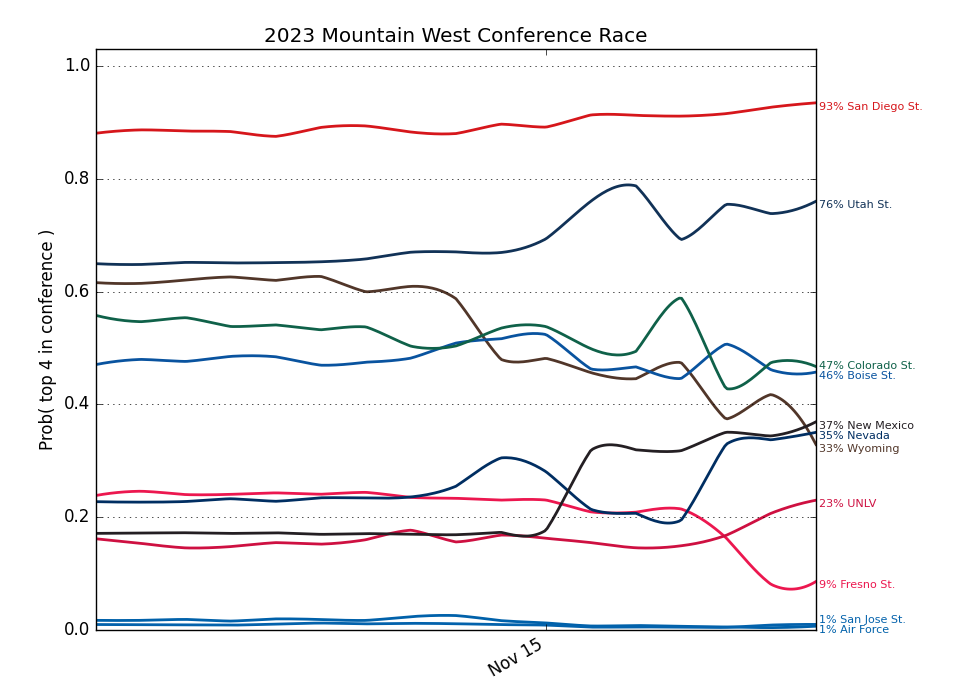 2023 Mountain West Conference Race
Prob( top 4 in conference )
1.0
0.8
0.6
0.4
0.2
0.0
Nov 15
93% San Diego St.
76% Utah St.
47% Colorado St.
46% Boise St.
37% New Mexico
35% Nevada
33% Wyoming
23% UNLV
9% Fresno St.
1% San Jose St.
1% Air Force